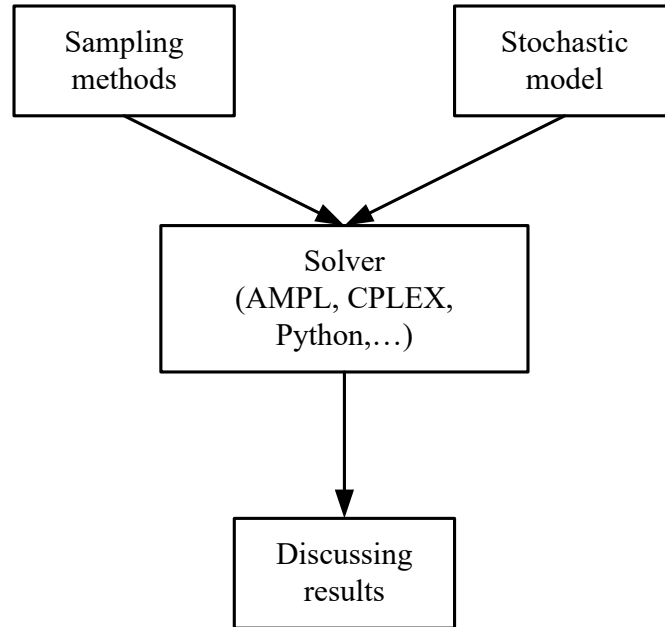 Sampling
methods
Stochastic
model
Solver
(AMPL, CPLEX,
Python,…)
Discussing
results